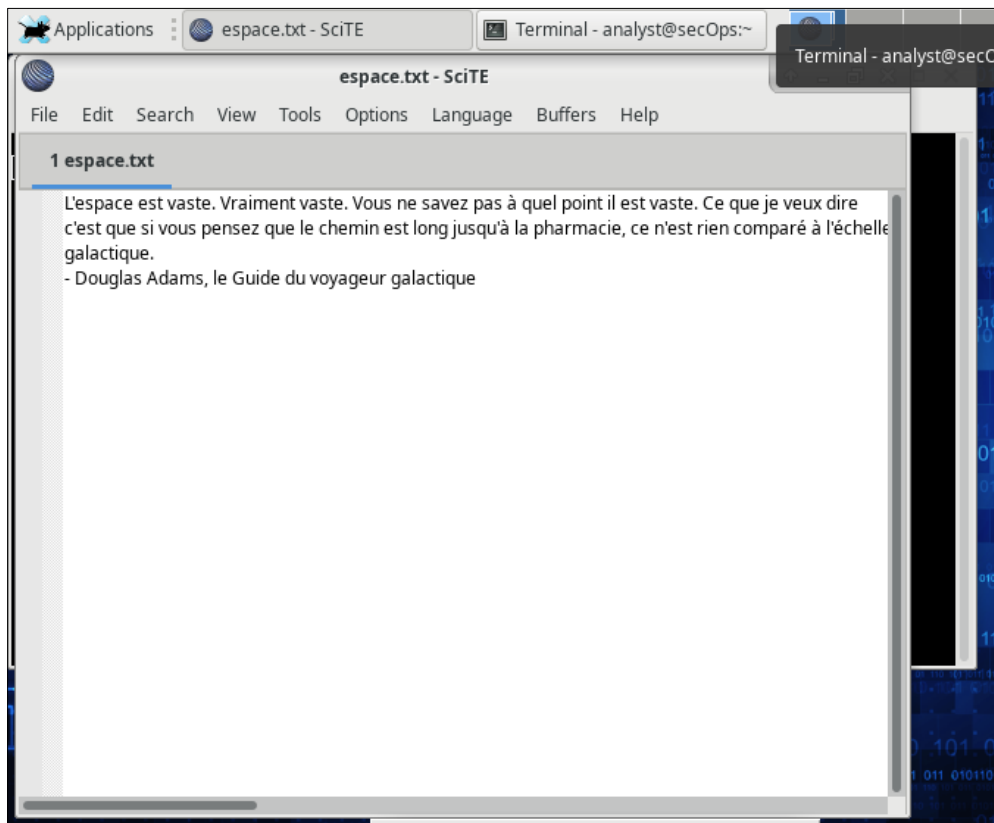 Applications
espace.txt - SciTE
Terminal - analyst@secOps:~
Terminal - analyst@secO
espace.txt - SciTE
File Edit Search View Tools Options Language Buffers Help
1 espace.txt
L'espace est vaste. Vraiment vaste. Vous ne savez pas à quel point il est vaste. Ce que je veux dire
c'est que si vous pensez que le chemin est long jusqu'à la pharmacie, ce n'est rien comparé à l'échelle
galactique.
- Douglas Adams, le Guide du voyageur galactique